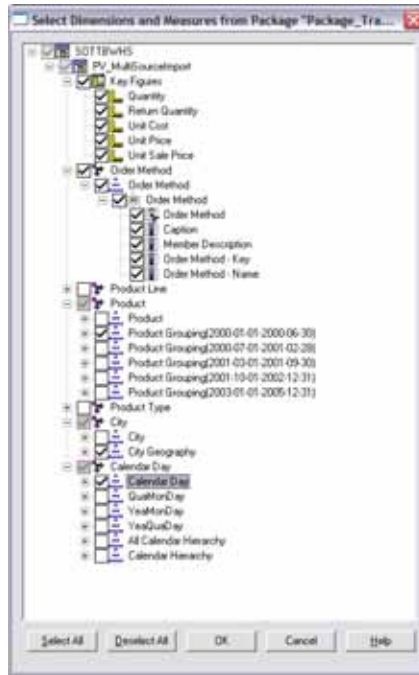 Select Dimensions and Measures from Package "Package_Tra...
SOTTBWHS
PV_MultiSourceImport
Key Figures
Quantity
Return Quantity
Unit Cost
Unit Price
Unit Sale Price
Order Method
Order Method
Order Method
Order Method
Caption
Member Description
Order Method - Key
Order Method - Name
Product Line
Product
Product
Product Grouping(2000-01-01-2000-06-30)
Product Grouping(2000-07-01-2001-02-28)
Product Grouping(2001-03-01-2001-09-30)
Product Grouping(2001-10-01-2002-12-31)
Product Grouping(2003-01-01-2005-12-31)
Product Type
City
City
City Geography
Calendar Day
Calendar Day
QuaMonDay
YeaMonDay
YeaQuaDay
All Calendar Hierarchy
Calendar Hierarchy
Select All Deselect All OK Cancel Help